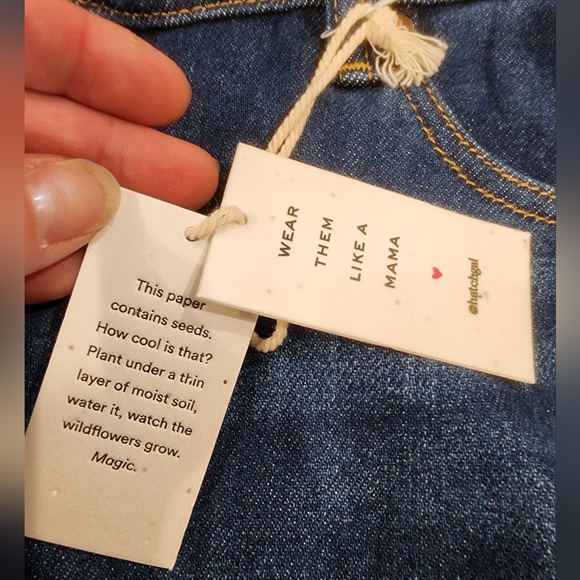 This paper
contains seeds.
How cool is that?
Plant under a thin
layer of moist soil,
water it, watch the
wildflowers grow.
Magic.
WEAR
THEM
LIKE A
MAMA
@hatchgal